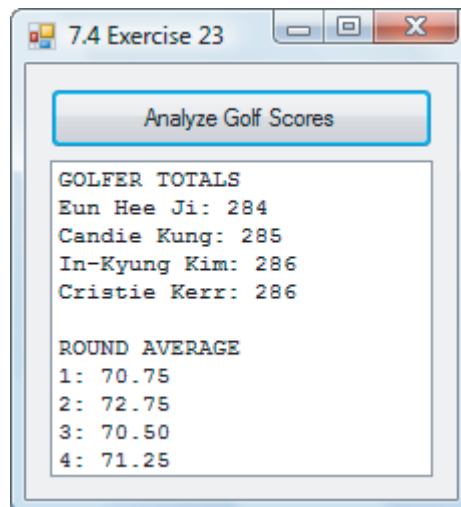 7.4 Exercise 23
Analyze Golf Scores
GOLFER TOTALS
Eun Hee Ji: 284
Candie Kung: 285
In-Kyung Kim: 286
Cristie Kerr: 286
ROUND AVERAGE
1: 70.75
2: 72.75
3: 70.50
4: 71.25